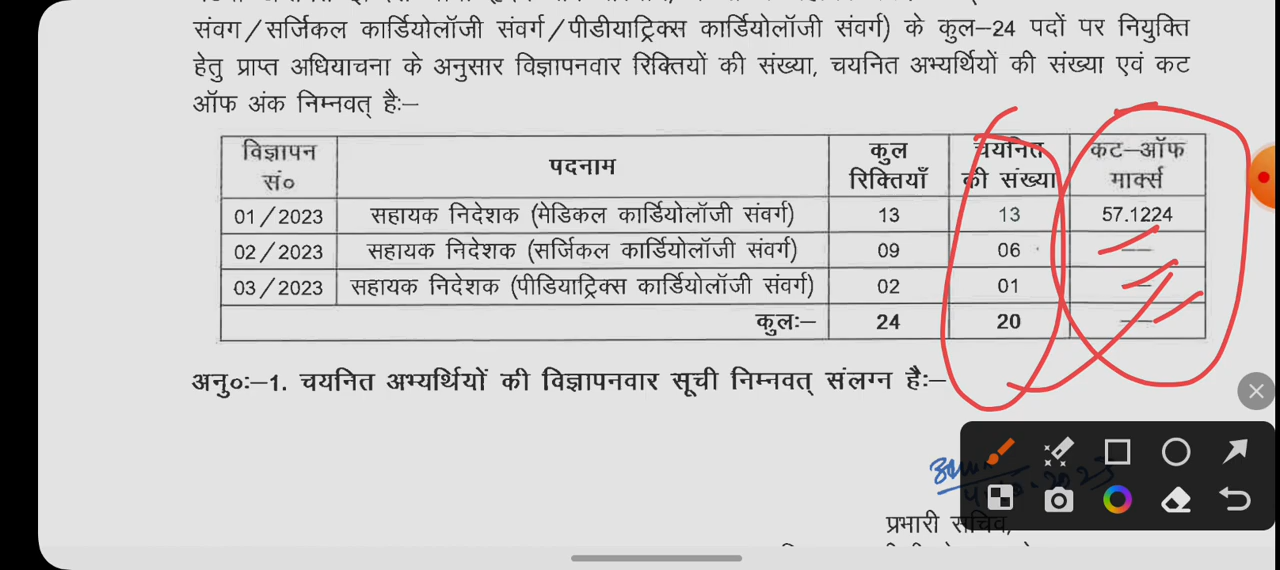 संवग/सर्जिकल कार्डियोलॉजी संवर्ग/पीडीयाट्रिक्स कार्डियोलॉजी संवर्ग) के कुल–24 पदों पर नियुक्ति
हेतु प्राप्त अधियाचना के अनुसार विज्ञापनवार रिक्तियों की संख्या, चयनित अभ्यर्थियों की संख्या एवं कट
ऑफ अंक निम्नवत् हैः–
विज्ञापन सं० पदनाम कुल रिक्तियाँ चयनित की संख्या कट–ऑफ मार्क्स
01/2023 सहायक निदेशक (मेडिकल कार्डियोलॉजी संवर्ग) 13 13 57.1224
02/2023 सहायक निदेशक (सर्जिकल कार्डियोलॉजी संवर्ग) 09 06 —
03/2023 सहायक निदेशक (पीडियाट्रिक्स कार्डियोलॉजी संवर्ग) 02 01 —
कुलः– 24 20 —
अनु०ः–1. चयनित अभ्यर्थियों की विज्ञापनवार सूची निम्नवत् संलग्न हैः–
प्रभारी सचिव,